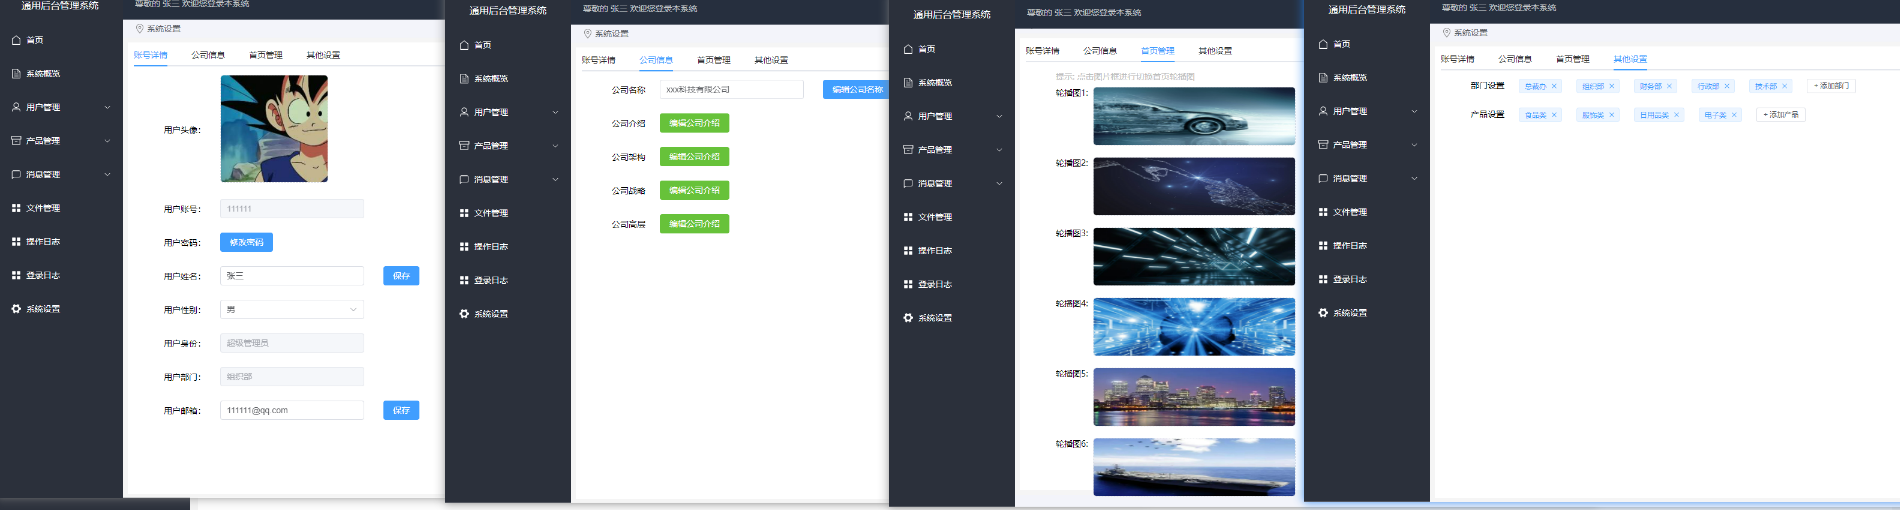 通用后台管理系统
尊敬的 张三 欢迎您登录本系统
首页
系统概览
用户管理
产品管理
消息管理
文件管理
操作日志
登录日志
系统设置
系统设置
账号详情 公司信息 首页管理 其他设置
用户头像:
用户账号: 111111
用户密码: 修改密码
用户姓名: 张三 保存
用户性别: 男
用户身份: 超级管理员
用户部门: 组织部
用户邮箱: 111111@qq.com 保存
通用后台管理系统
尊敬的 张三 欢迎您登录本系统
首页
系统概览
用户管理
产品管理
消息管理
文件管理
操作日志
登录日志
系统设置
系统设置
账号详情 公司信息 首页管理 其他设置
公司名称 xxx科技有限公司 编辑公司名称
公司介绍 编辑公司介绍
公司架构 编辑公司介绍
公司战略 编辑公司介绍
公司高层 编辑公司介绍
通用后台管理系统
尊敬的 张三 欢迎您登录本系统
首页
系统概览
用户管理
产品管理
消息管理
文件管理
操作日志
登录日志
系统设置
账号详情 公司信息 首页管理 其他设置
提示: 点击图片框进行切换首页轮播图
轮播图1:
轮播图2:
轮播图3:
轮播图4:
轮播图5:
轮播图6:
通用后台管理系统
尊敬的 张三 欢迎您登录本系统
首页
系统概览
用户管理
产品管理
消息管理
文件管理
操作日志
登录日志
系统设置
系统设置
账号详情 公司信息 首页管理 其他设置
部门设置 总裁办 × 组织部 × 财务部 × 行政部 × 技术部 × + 添加部门
产品设置 食品类 × 服饰类 × 日用品类 × 电子类 × + 添加产品